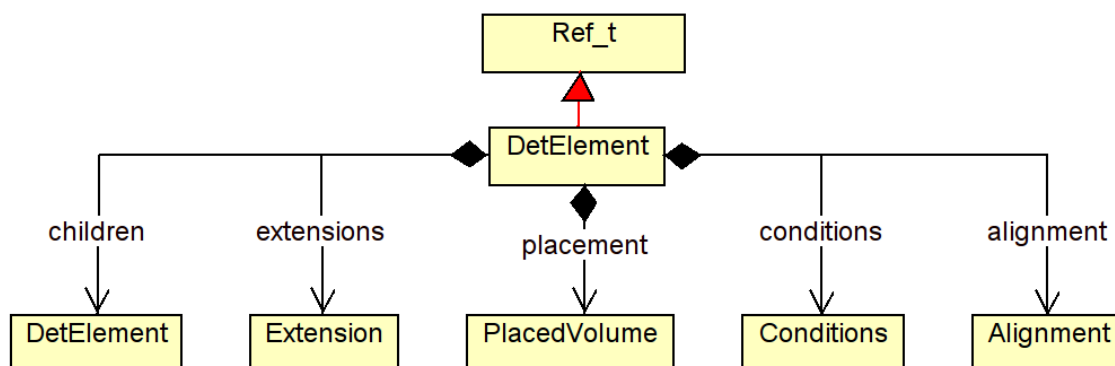 Ref_t
DetElement
children
extensions
placement
conditions
alignment
DetElement
Extension
PlacedVolume
Conditions
Alignment